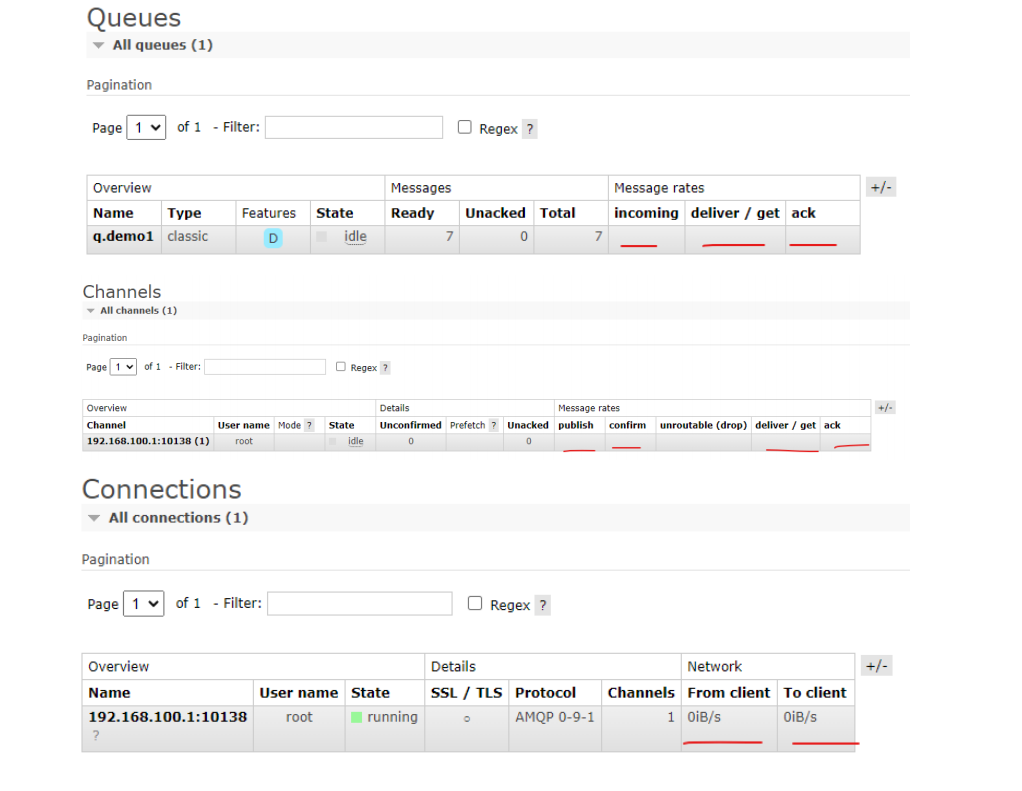 Queues
All queues (1)
Pagination
Page 1 of 1 - Filter: Regex ?
Overview Messages Message rates +/-
Name Type Features State Ready Unacked Total incoming deliver / get ack
q.demo1 classic D idle 7 0 7
Channels
All channels (1)
Pagination
Page 1 of 1 - Filter: Regex ?
Overview Details Message rates +/-
Channel User name Mode ? State Unconfirmed Prefetch ? Unacked publish confirm unroutable (drop) deliver / get ack
192.168.100.1:10138 (1) root idle 0 0
Connections
All connections (1)
Pagination
Page 1 of 1 - Filter: Regex ?
Overview Details Network +/-
Name User name State SSL / TLS Protocol Channels From client To client
192.168.100.1:10138 root running ○ AMQP 0-9-1 1 0iB/s 0iB/s
?